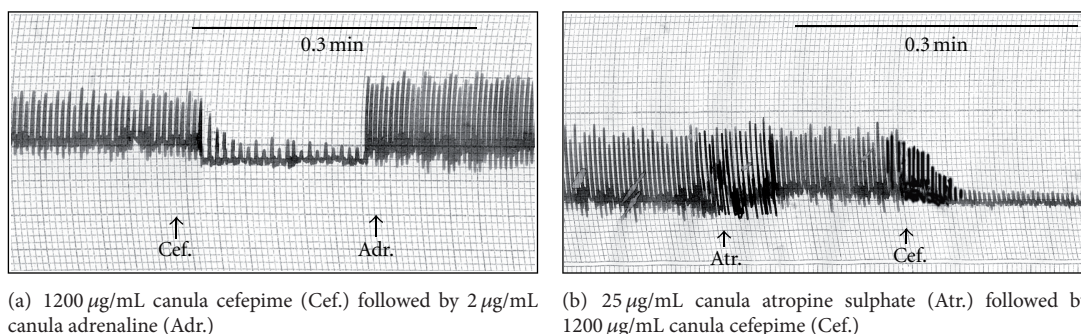 0.3 min
Cef.
Adr.
(a) 1200 μg/mL canula cefepime (Cef.) followed by 2 μg/mL
canula adrenaline (Adr.)
0.3 min
Atr.
Cef.
(b) 25 μg/mL canula atropine sulphate (Atr.) followed b
1200 μg/mL canula cefepime (Cef.)